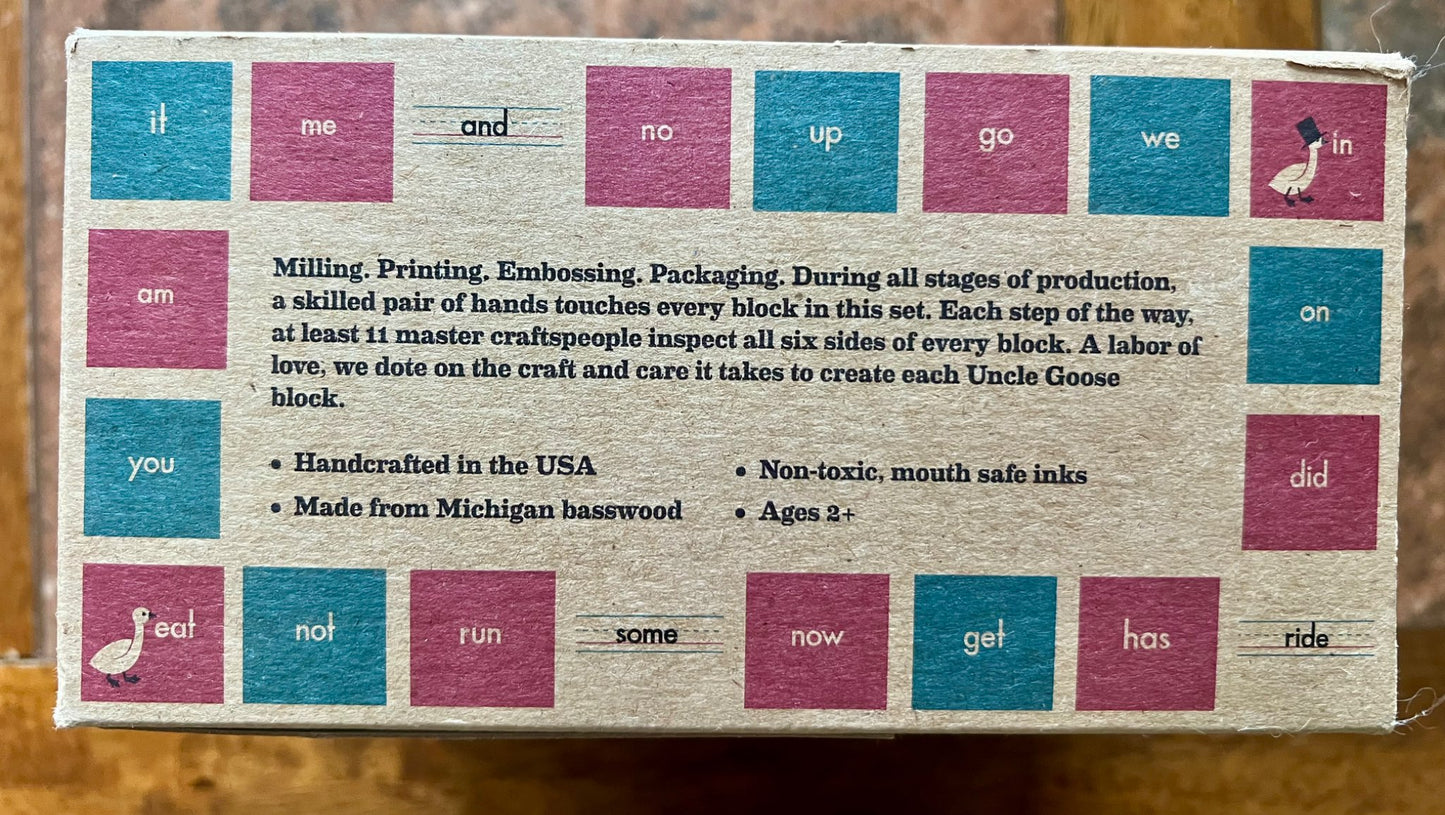 it me and no up go we in
am
on
Milling. Printing. Embossing. Packaging. During all stages of production,
a skilled pair of hands touches every block in this set. Each step of the way,
at least 11 master craftspeople inspect all six sides of every block. A labor of
love, we dote on the craft and care it takes to create each Uncle Goose
block.
you
did
• Handcrafted in the USA
• Made from Michigan basswood
• Non-toxic, mouth safe inks
• Ages 2+
eat not run some now get has ride